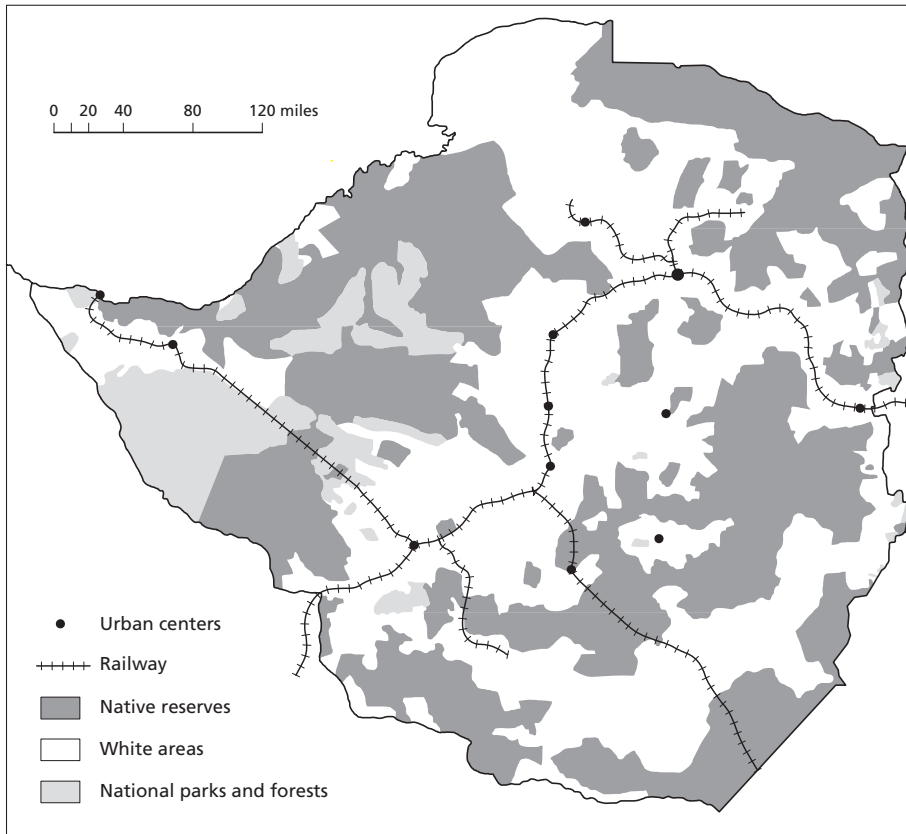 0 20 40 80 120 miles
Urban centers
Railway
Native reserves
White areas
National parks and forests